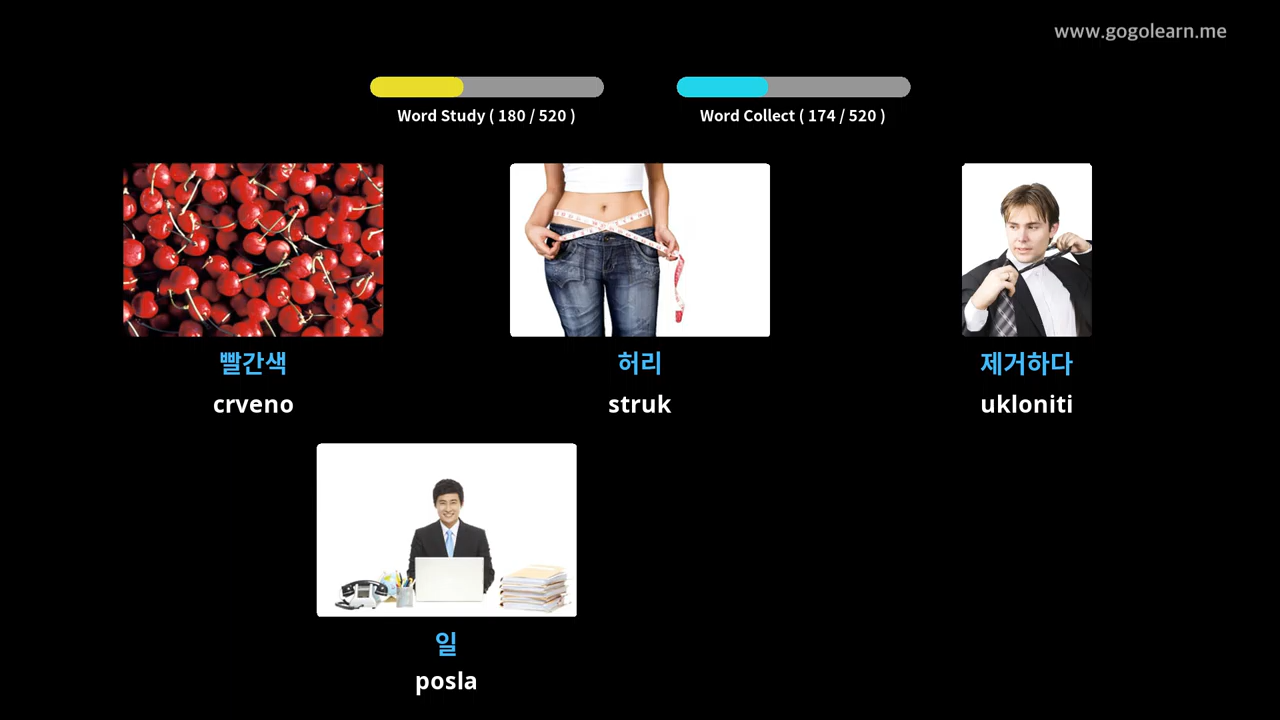 www.gogolearn.me
Word Study ( 180 / 520 )
Word Collect ( 174 / 520 )
빨간색
crveno
허리
struk
제거하다
ukloniti
일
posla